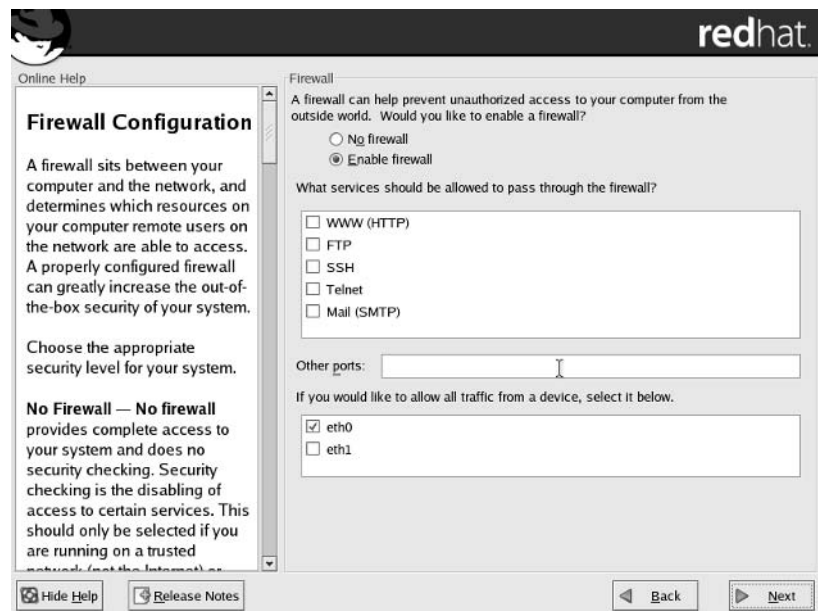 redhat.
Online Help
Firewall Configuration
A firewall sits between your
computer and the network, and
determines which resources on
your computer remote users on
the network are able to access.
A properly configured firewall
can greatly increase the out-of-
the-box security of your system.
Choose the appropriate
security level for your system.
No Firewall — No firewall
provides complete access to
your system and does no
security checking. Security
checking is the disabling of
access to certain services. This
should only be selected if you
are running on a trusted
network (not the Internet) or
Firewall
A firewall can help prevent unauthorized access to your computer from the
outside world. Would you like to enable a firewall?
No firewall
Enable firewall
What services should be allowed to pass through the firewall?
WWW (HTTP)
FTP
SSH
Telnet
Mail (SMTP)
Other ports:
If you would like to allow all traffic from a device, select it below.
eth0
eth1
Hide Help
Release Notes
Back
Next